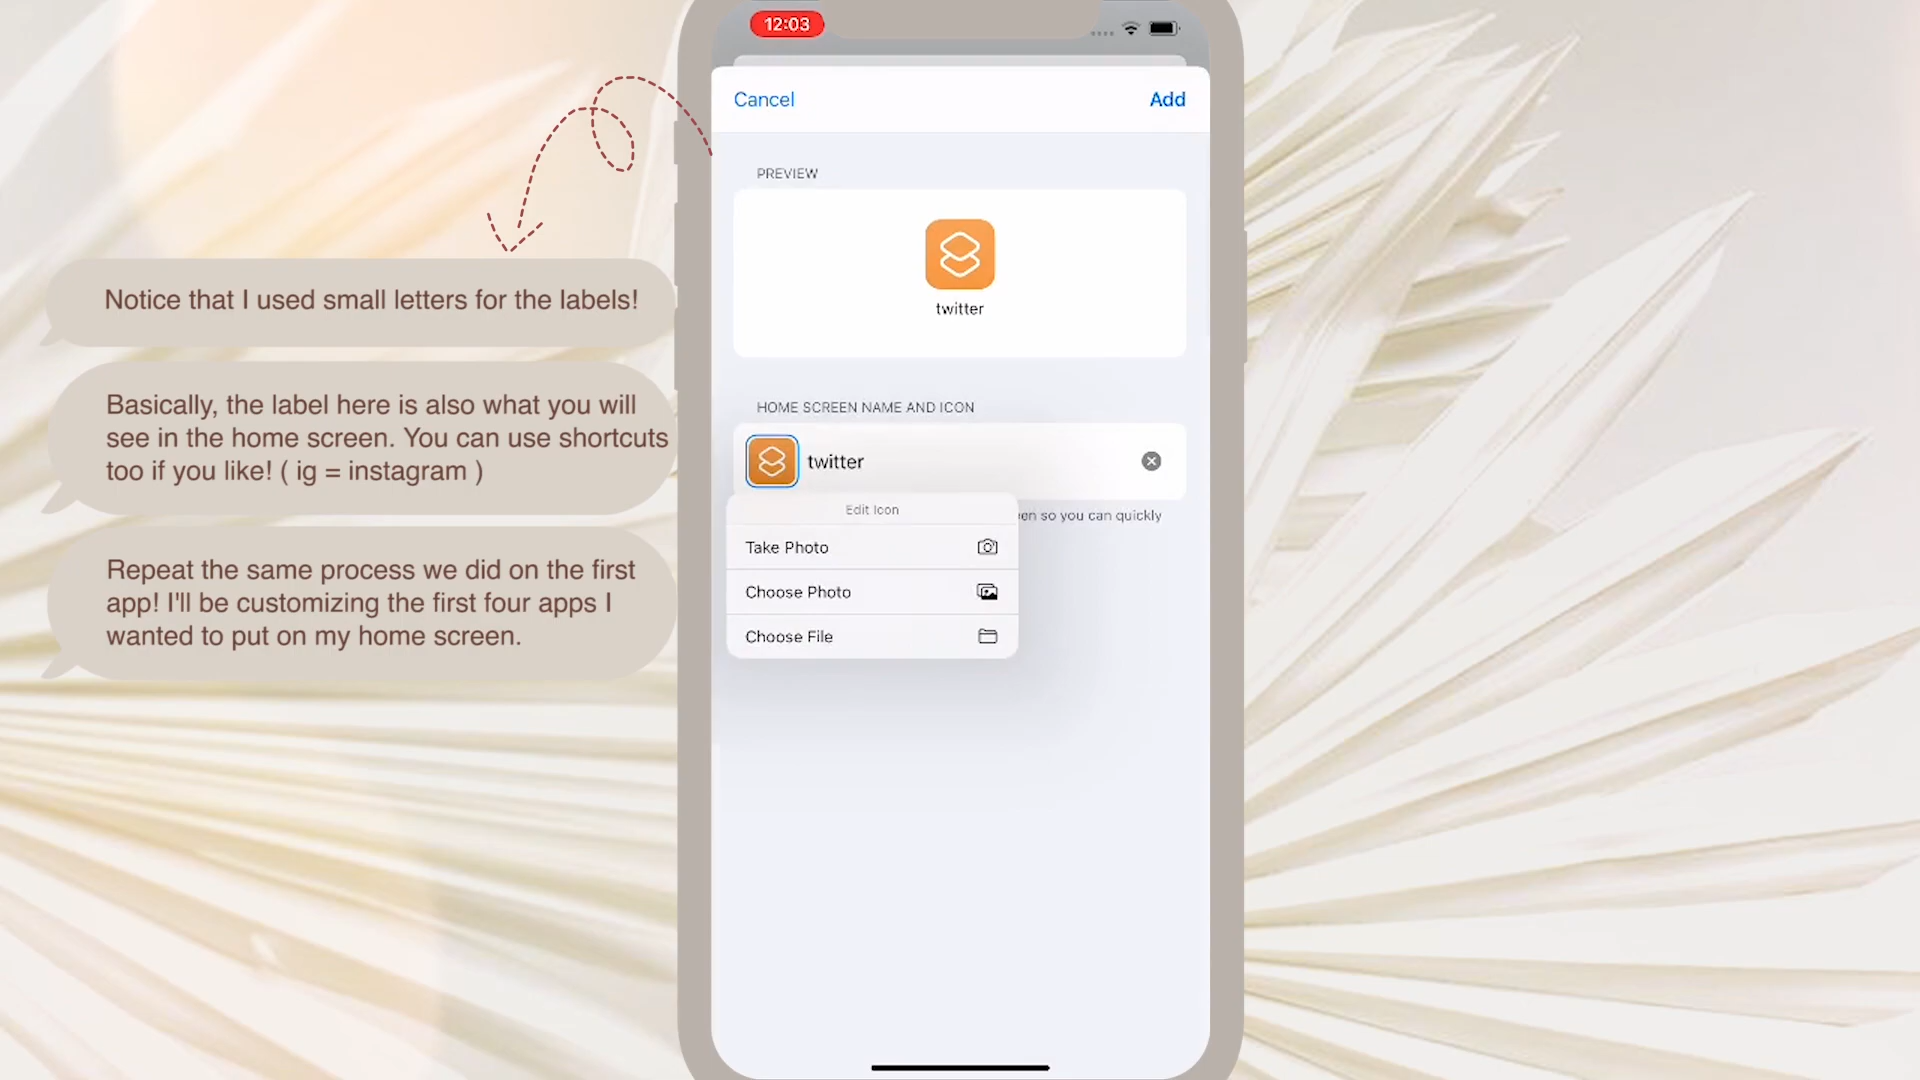 12:03
Cancel
Add
PREVIEW
twitter
HOME SCREEN NAME AND ICON
twitter
Edit Icon
so you can quickly
Take Photo
Choose Photo
Choose File
Notice that I used small letters for the labels!
Basically, the label here is also what you will
see in the home screen. You can use shortcuts
too if you like! ( ig = instagram )
Repeat the same process we did on the first
app! I'll be customizing the first four apps I
wanted to put on my home screen.